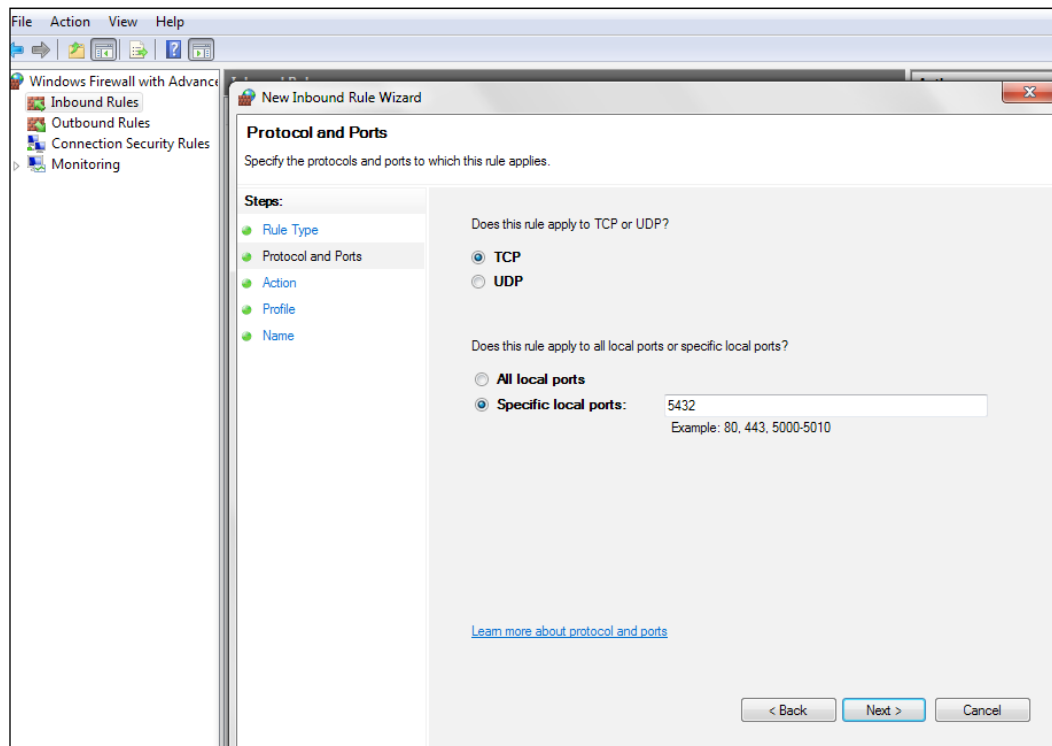 File Action View Help
Windows Firewall with Advance
Inbound Rules
Outbound Rules
Connection Security Rules
Monitoring
New Inbound Rule Wizard
Protocol and Ports
Specify the protocols and ports to which this rule applies.
Steps:
Rule Type
Protocol and Ports
Action
Profile
Name
Does this rule apply to TCP or UDP?
TCP
UDP
Does this rule apply to all local ports or specific local ports?
All local ports
Specific local ports: 5432
Example: 80, 443, 5000-5010
Learn more about protocol and ports
< Back Next > Cancel